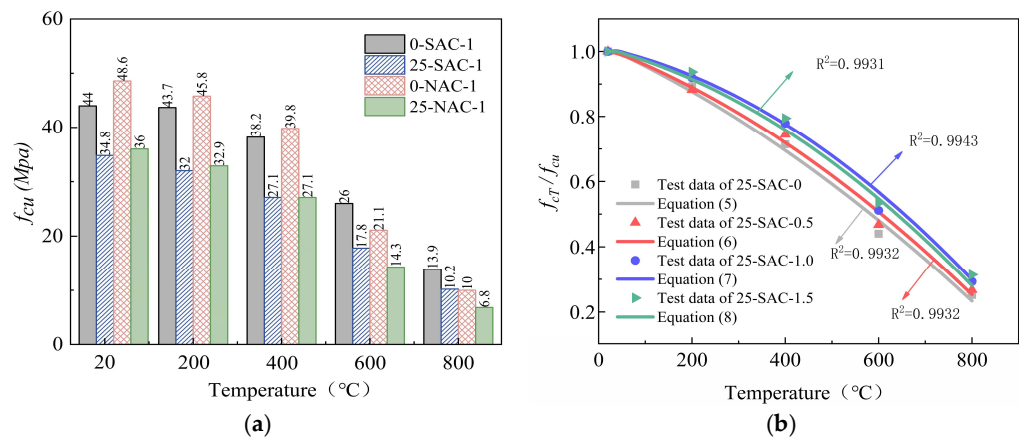 (a)
60
40
20
0
fcu (Mpa)
0-SAC-1
25-SAC-1
0-NAC-1
25-NAC-1
44
34.8
48.6
36
43.7
32
45.8
32.9
38.2
27.1
39.8
27.1
26
17.8
21.1
14.3
13.9
10.2
10
6.8
20 200 400 600 800
Temperature（℃）
(a)
(b)
1.0
0.8
0.6
0.4
0.2
fcT/fcu
R²=0.9931
R²=0.9943
R²=0.9932
R²=0.9932
Test data of 25-SAC-0
Equation (5)
Test data of 25-SAC-0.5
Equation (6)
Test data of 25-SAC-1.0
Equation (7)
Test data of 25-SAC-1.5
Equation (8)
0 200 400 600 800
Temperature（℃）
(b)